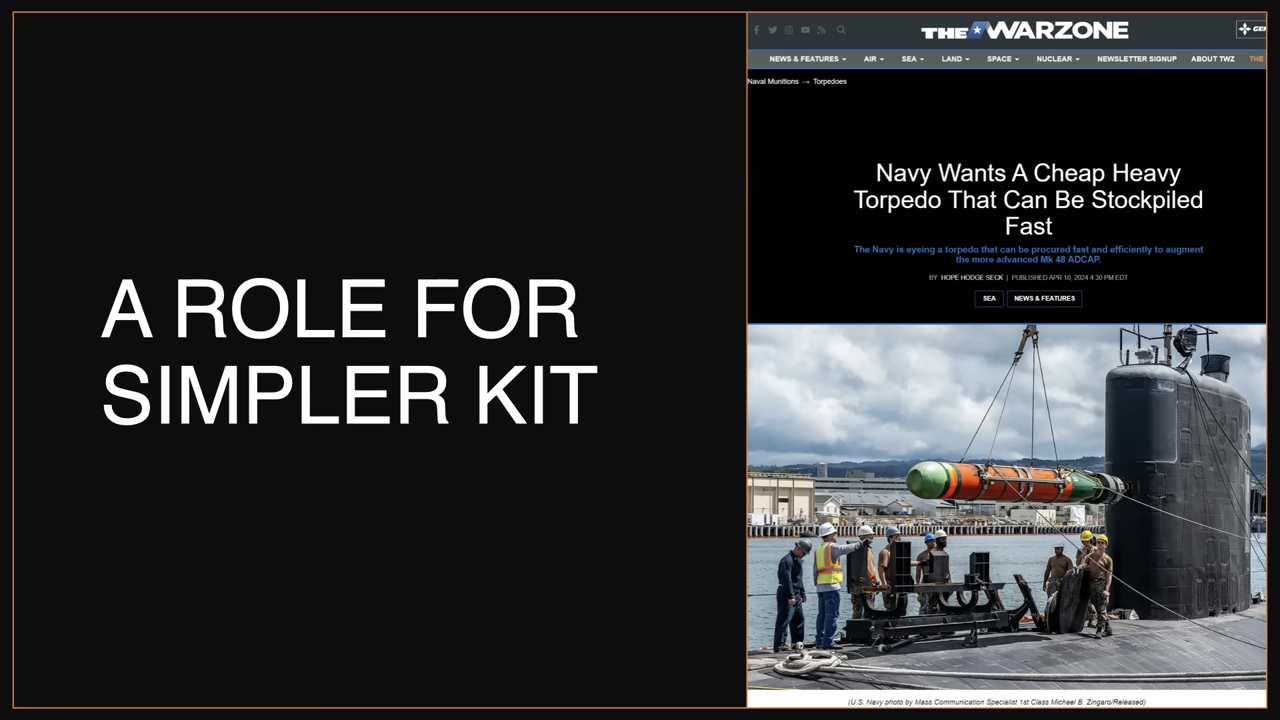 A ROLE FOR
SIMPLER KIT
THE WARZONE
NEWS & FEATURES
AIR
SEA
LAND
SPACE
NUCLEAR
NEWSLETTER SIGNUP
ABOUT TWZ
THE
Naval Munitions → Torpedoes
Navy Wants A Cheap Heavy
Torpedo That Can Be Stockpiled
Fast
The Navy is eyeing a torpedo that can be procured fast and efficiently to augment
the more advanced Mk 48 ADCAP.
BY HOPE HODGE SECK | PUBLISHED APR 10, 2024 4:30 PM EDT
SEA
NEWS & FEATURES
(U.S. Navy photo by Mass Communication Specialist 1st Class Michael B. Zingaro/Released)